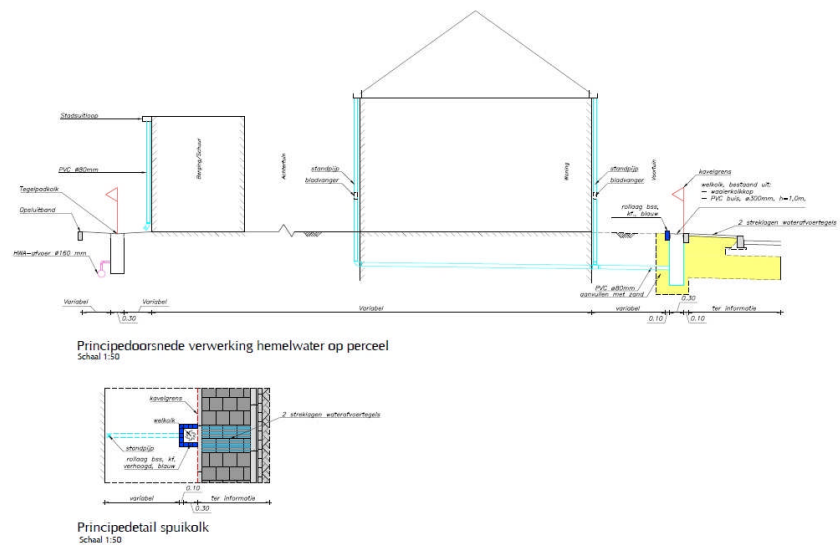 Stadsuitloop
PVC ø80mm
Tegelpadkolk
Opsluitband
HWA-afvoer ø160 mm
Berging/Schuur
Achtertuin
standpijp
bladvanger
Woning
standpijp
bladvanger
Voortuin
kavelgrens
welkolk, bestaand uit:
- waaierkolkkop
- PVC buis, ø300mm, h=1,0m,
rollaag bss,
kf., blauw
2 streklagen waterafvoertegels
PVC ø80mm
aanvullen met zand
Variabel
0.30
Variabel
Variabel
variabel
0.10
0.30
0.10
ter informatie
Principedoorsnede verwerking hemelwater op perceel
Schaal 1:50
kavelgrens
welkolk
2 streklagen waterafvoertegels
standpijp
rollaag bss, kf,
verhoogd, blauw
variabel
0.10
0.30
ter informatie
Principedetail spuikolk
Schaal 1:50